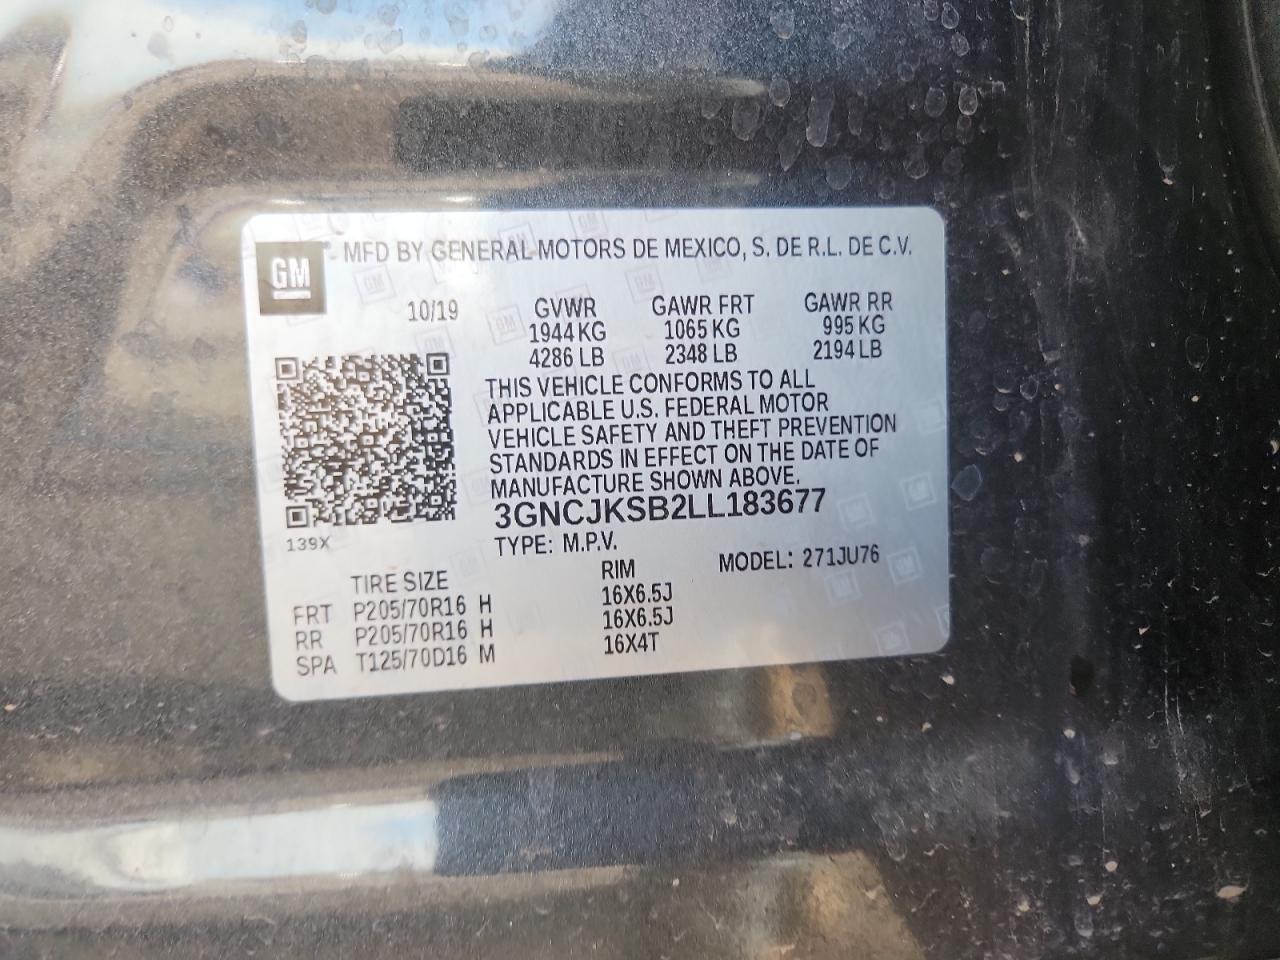 GM
MFD BY GENERAL MOTORS DE MEXICO, S. DE R.L. DE C.V.
10/19 GVWR GAWR FRT GAWR RR
1944 KG 1065 KG 995 KG
4286 LB 2348 LB 2194 LB
THIS VEHICLE CONFORMS TO ALL
APPLICABLE U.S. FEDERAL MOTOR
VEHICLE SAFETY AND THEFT PREVENTION
STANDARDS IN EFFECT ON THE DATE OF
MANUFACTURE SHOWN ABOVE.
3GNCJKSB2LL183677
139X
TYPE: M.P.V. MODEL: 271JU76
TIRE SIZE RIM
FRT P205/70R16 H 16X6.5J
RR P205/70R16 H 16X6.5J
SPA T125/70D16 M 16X4T